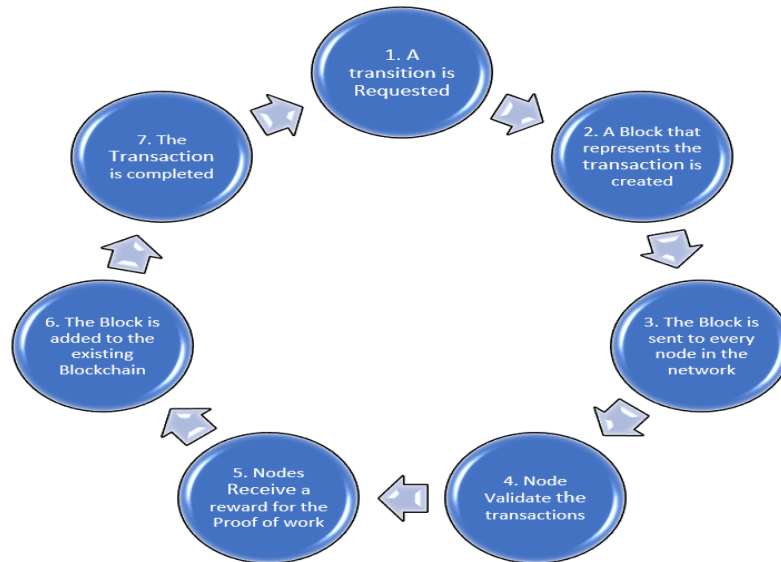 1. A
transition is
Requested
2. A Block that
represents the
transaction is
created
3. The Block is
sent to every
node in the
network
4. Node
Validate the
transactions
5. Nodes
Receive a
reward for the
Proof of work
6. The Block is
added to the
existing
Blockchain
7. The
Transaction
is completed